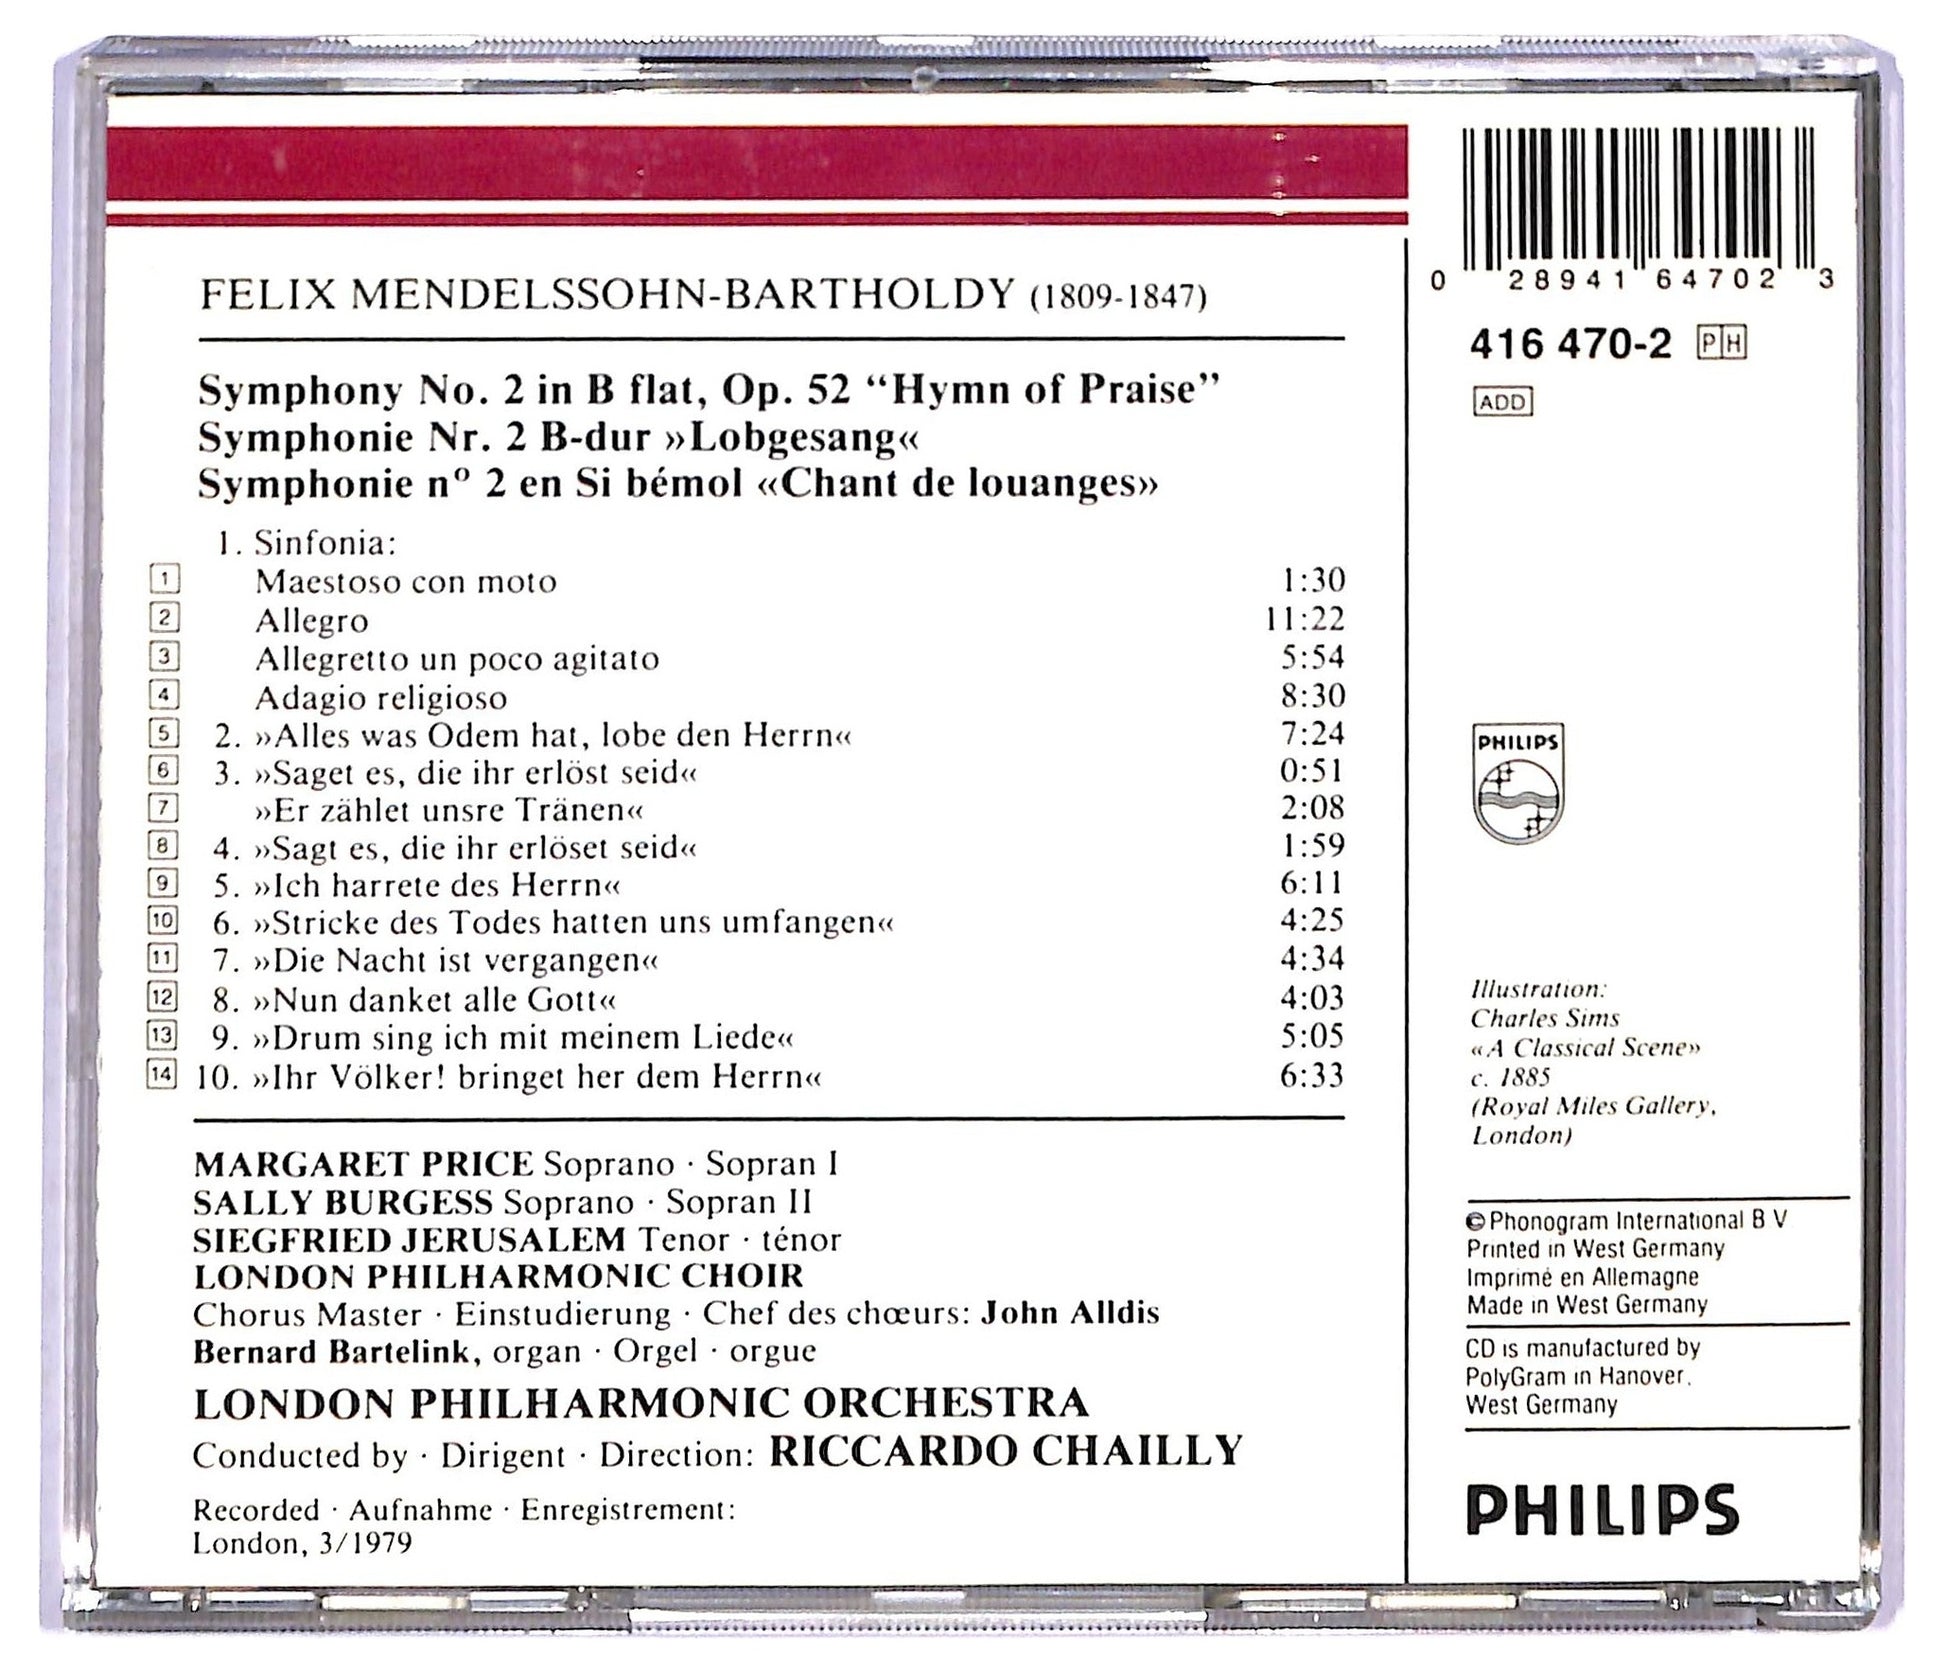 FELIX MENDELSSOHN-BARTHOLDY (1809-1847)
Symphony No. 2 in B flat, Op. 52 “Hymn of Praise”
Symphonie Nr. 2 B-dur »Lobgesang«
Symphonie nº 2 en Si bémol «Chant de louanges»
1. Sinfonia:
1 Maestoso con moto 1:30
2 Allegro 11:22
3 Allegretto un poco agitato 5:54
4 Adagio religioso 8:30
5 2. »Alles was Odem hat, lobe den Herrn« 7:24
6 3. »Saget es, die ihr erlöst seid« 0:51
7 »Er zählet unsre Tränen« 2:08
8 4. »Sagt es, die ihr erlöset seid« 1:59
9 5. »Ich harrete des Herrn« 6:11
10 6. »Stricke des Todes hatten uns umfangen« 4:25
11 7. »Die Nacht ist vergangen« 4:34
12 8. »Nun danket alle Gott« 4:03
13 9. »Drum sing ich mit meinem Liede« 5:05
14 10. »Ihr Völker! bringet her dem Herrn« 6:33
MARGARET PRICE Soprano · Sopran I
SALLY BURGESS Soprano · Sopran II
SIEGFRIED JERUSALEM Tenor · ténor
LONDON PHILHARMONIC CHOIR
Chorus Master · Einstudierung · Chef des chœurs: John Alldis
Bernard Bartelink, organ · Orgel · orgue
LONDON PHILHARMONIC ORCHESTRA
Conducted by · Dirigent · Direction: RICCARDO CHAILLY
Recorded · Aufnahme · Enregistrement:
London, 3/1979
0 28941 64702 3
416 470-2 PH
ADD
PHILIPS
Illustration:
Charles Sims
«A Classical Scene»
c. 1885
(Royal Miles Gallery,
London)
© Phonogram International B V
Printed in West Germany
Imprimé en Allemagne
Made in West Germany
CD is manufactured by
PolyGram in Hanover,
West Germany
PHILIPS